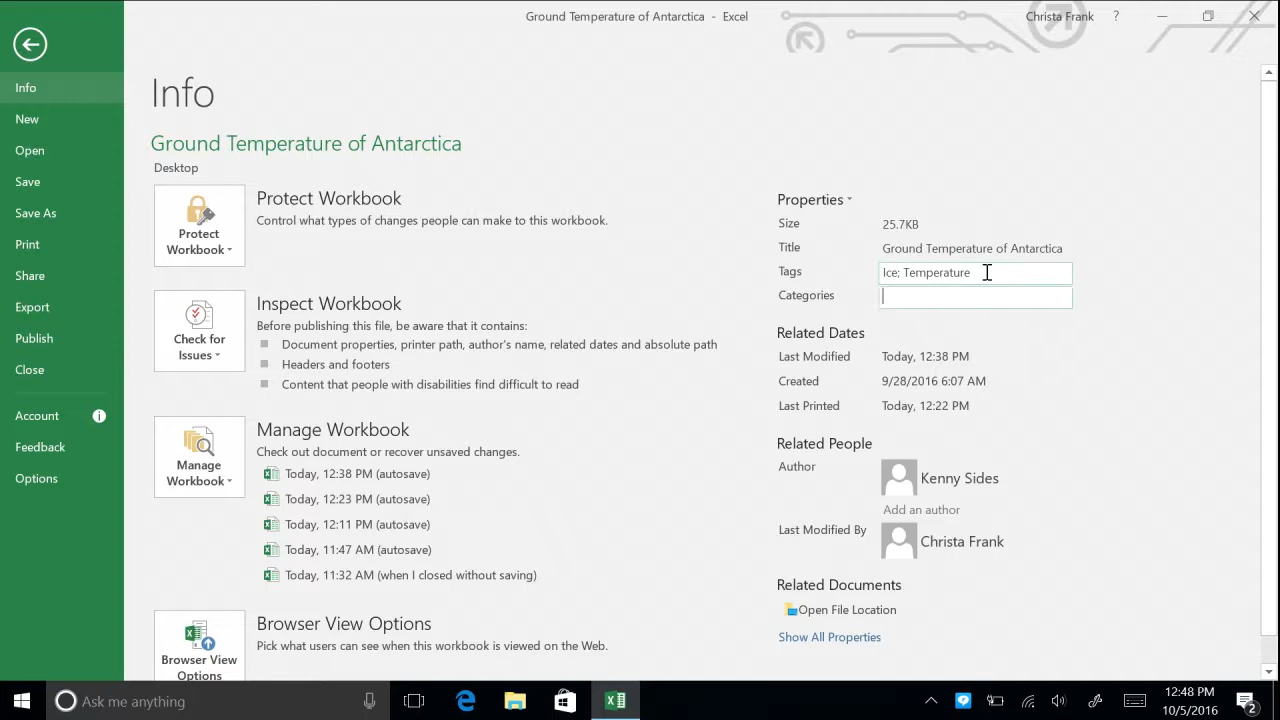 Ground Temperature of Antarctica - Excel
Christa Frank
?
Info
New
Open
Save
Save As
Print
Share
Export
Publish
Close
Account
Feedback
Options
Info
Ground Temperature of Antarctica
Desktop
Protect Workbook
Protect Workbook
Control what types of changes people can make to this workbook.
Check for Issues
Inspect Workbook
Before publishing this file, be aware that it contains:
Document properties, printer path, author's name, related dates and absolute path
Headers and footers
Content that people with disabilities find difficult to read
Manage Workbook
Manage Workbook
Check out document or recover unsaved changes.
Today, 12:38 PM (autosave)
Today, 12:23 PM (autosave)
Today, 12:11 PM (autosave)
Today, 11:47 AM (autosave)
Today, 11:32 AM (when I closed without saving)
Browser View Options
Browser View Options
Pick what users can see when this workbook is viewed on the Web.
Properties
Size 25.7KB
Title Ground Temperature of Antarctica
Tags Ice; Temperature
Categories
Related Dates
Last Modified Today, 12:38 PM
Created 9/28/2016 6:07 AM
Last Printed Today, 12:22 PM
Related People
Author Kenny Sides
Add an author
Last Modified By Christa Frank
Related Documents
Open File Location
Show All Properties
Ask me anything
12:48 PM
10/5/2016
2